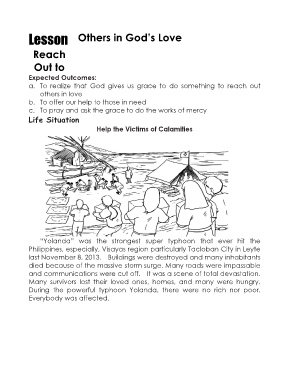 Lesson Others in God's Love
Reach
Out to
Expected Outcomes:
a. To realize that God gives us grace to do something to reach out
others in love
b. To offer our help to those in need
c. To pray and ask the grace to do the works of mercy
Life Situation
Help the Victims of Calamities
"Yolanda" was the strongest super typhoon that ever hit the
Philippines, especially, Visayas region particularly Tacloban City in Leyte
last November 8, 2013. Buildings were destroyed and many inhabitants
died because of the massive storm surge. Many roads were impassable
and communications were cut off. It was a scene of total devastation.
Many survivors lost their loved ones, homes, and many were hungry.
During the powerful typhoon Yolanda, there were no rich nor poor.
Everybody was affected.